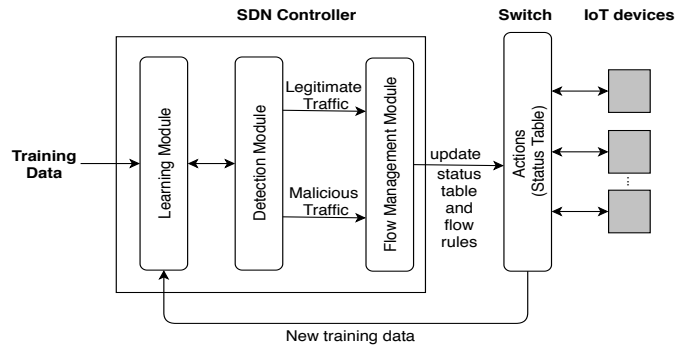 SDN Controller
Switch
IoT devices
Training
Data
Learning Module
Detection Module
Legitimate
Traffic
Malicious
Traffic
Flow Management Module
update
status
table
and
flow
rules
Actions
(Status Table)
...
New training data